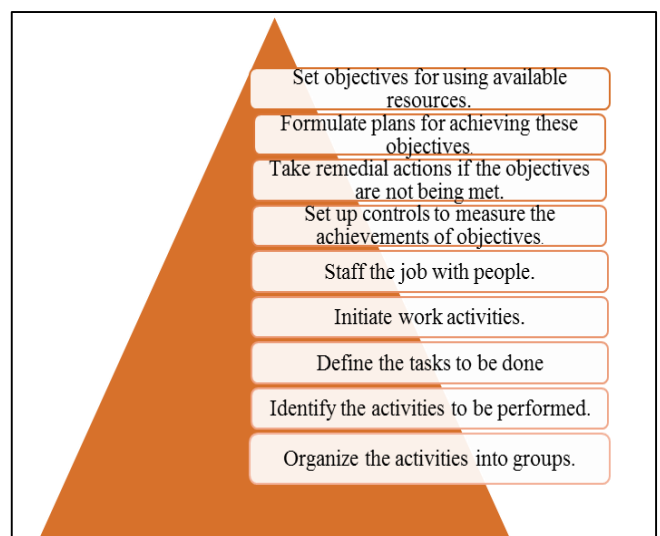 Set objectives for using available
resources.
Formulate plans for achieving these
objectives.
Take remedial actions if the objectives
are not being met.
Set up controls to measure the
achievements of objectives.
Staff the job with people.
Initiate work activities.
Define the tasks to be done
Identify the activities to be performed.
Organize the activities into groups.